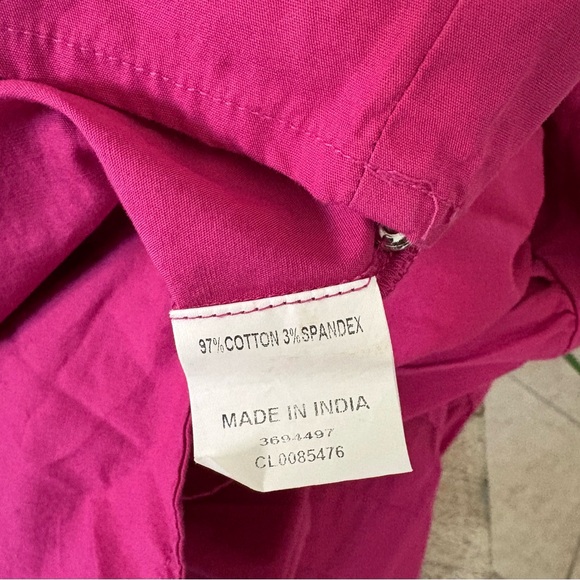 97%COTTON 3%SPANDEX
MADE IN INDIA
3694497
CL0085476